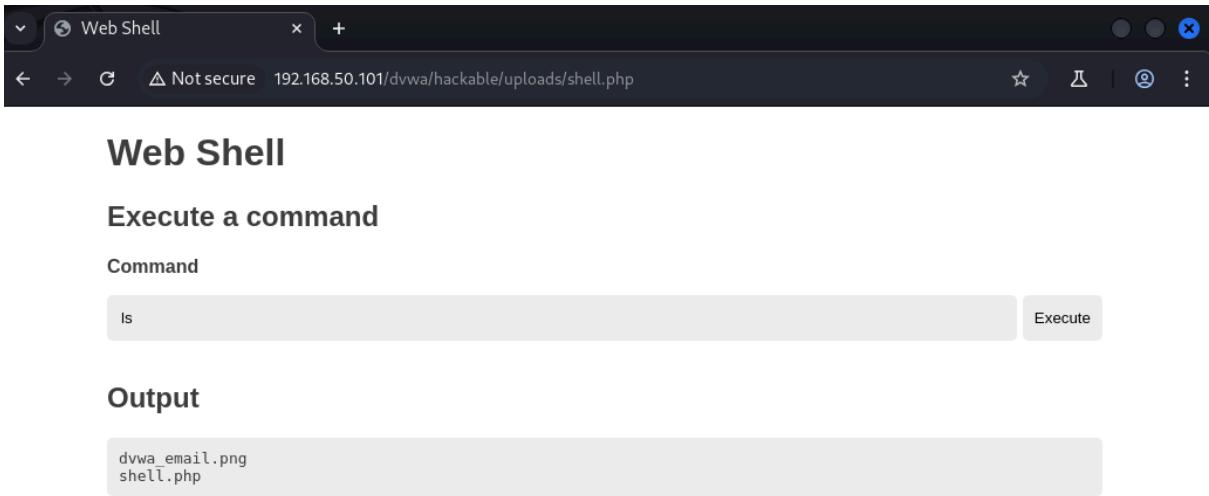 Web Shell
Not secure 192.168.50.101/dvwa/hackable/uploads/shell.php
Web Shell
Execute a command
Command
ls Execute
Output
dvwa_email.png
shell.php